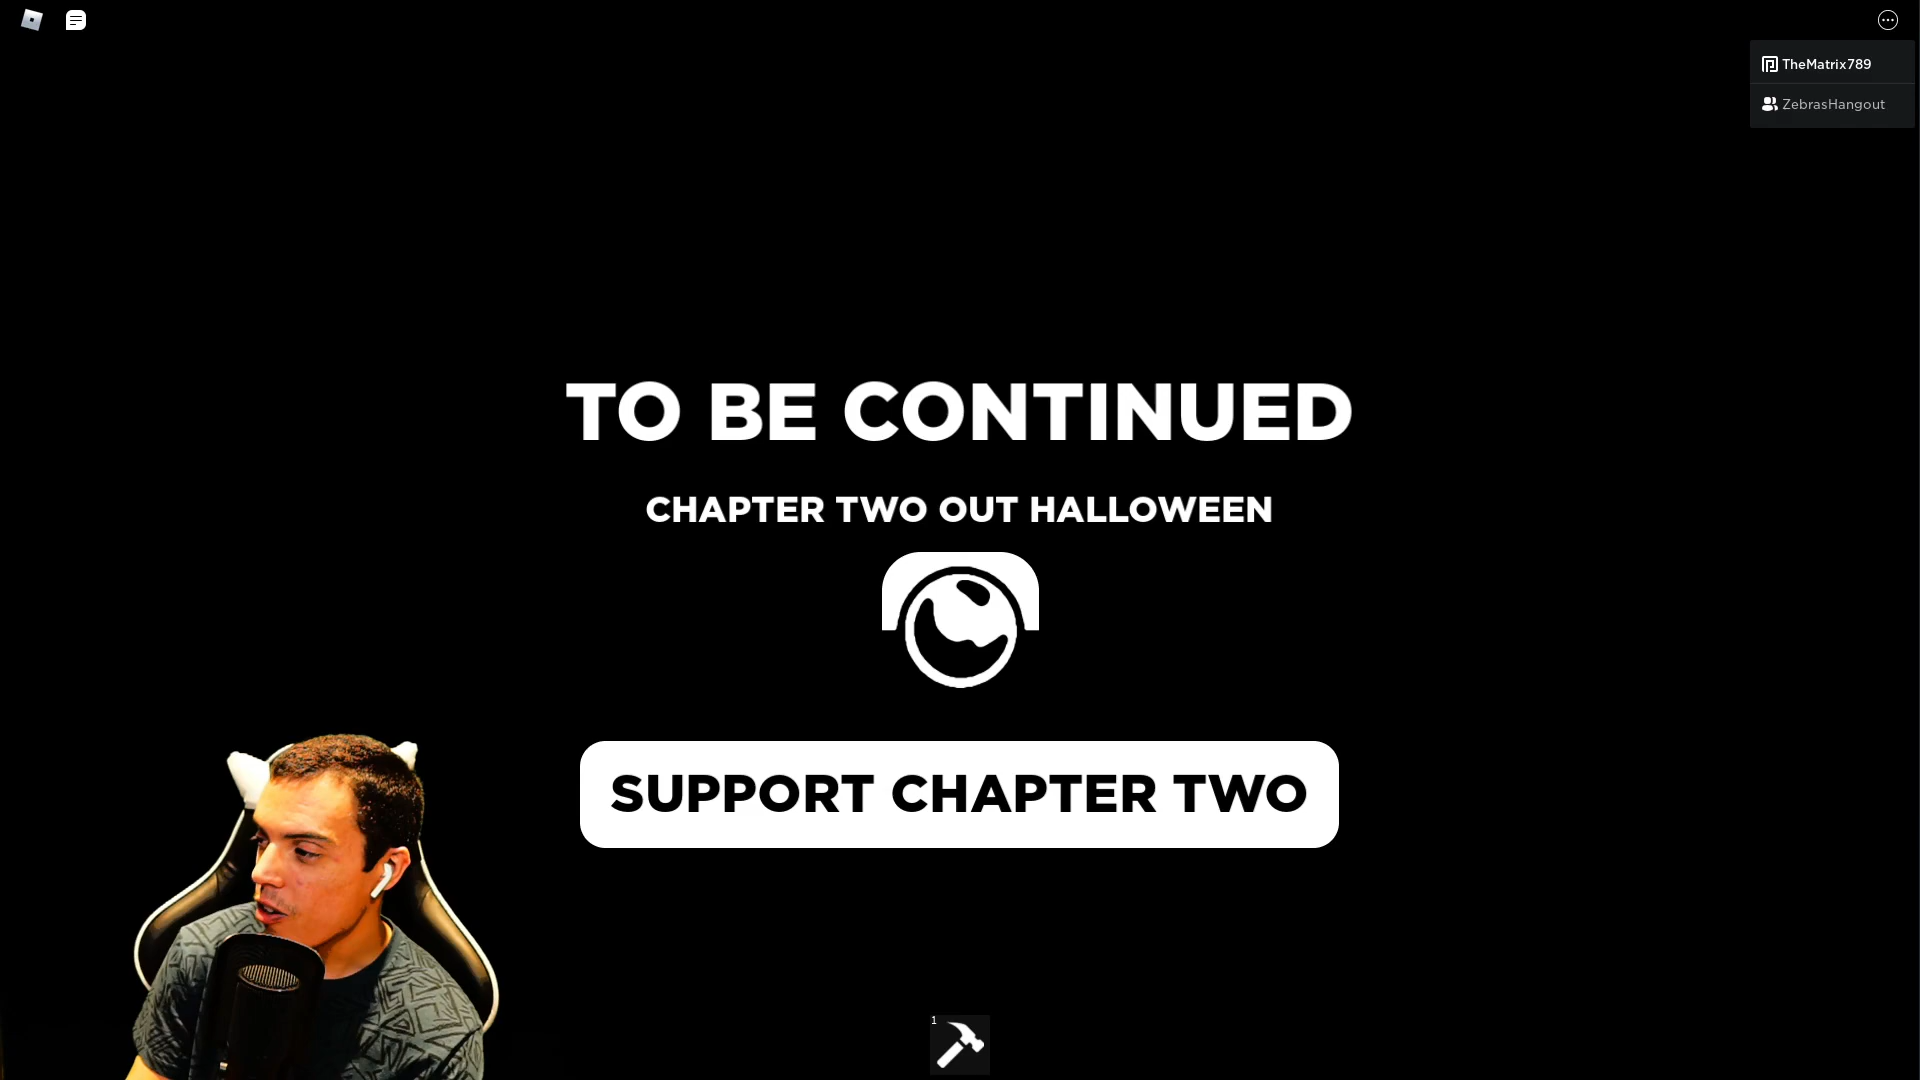 TheMatrix789
ZebrasHangout
TO BE CONTINUED
CHAPTER TWO OUT HALLOWEEN
SUPPORT CHAPTER TWO
1